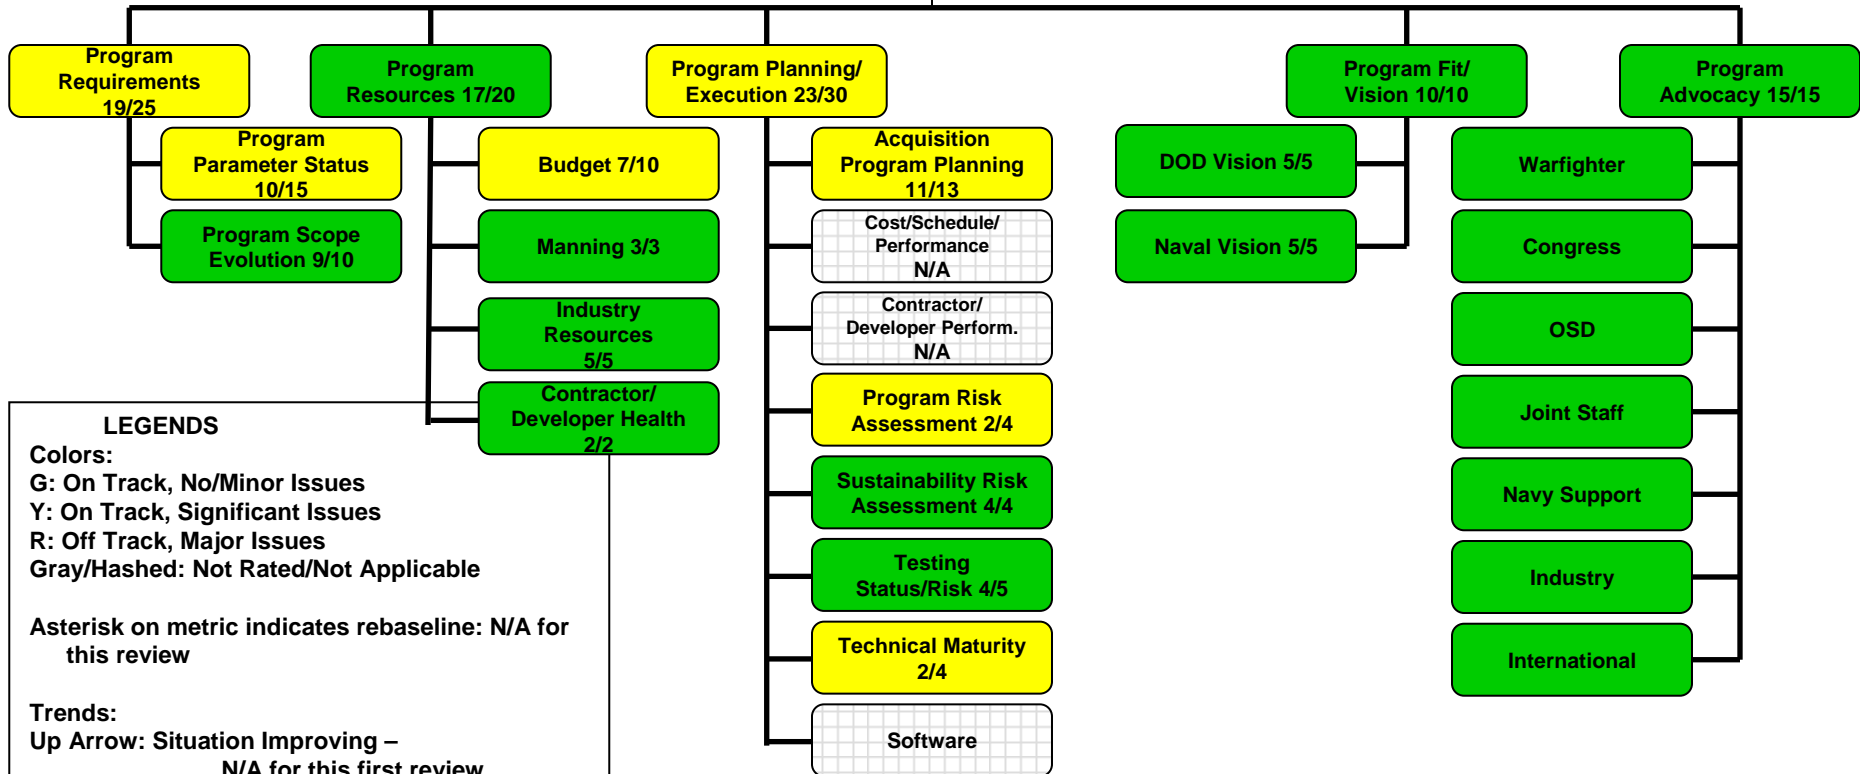 Program
Requirements
19/25
Program
Resources 17/20
Program Planning/
Execution 23/30
Program Fit/
Vision 10/10
Program
Advocacy 15/15
Program
Parameter Status
10/15
Program Scope
Evolution 9/10
Budget 7/10
Manning 3/3
Industry
Resources
5/5
Contractor/
Developer Health
2/2
Acquisition
Program Planning
11/13
Cost/Schedule/
Performance
N/A
Contractor/
Developer Perform.
N/A
Program Risk
Assessment 2/4
Sustainability Risk
Assessment 4/4
Testing
Status/Risk 4/5
Technical Maturity
2/4
Software
DOD Vision 5/5
Naval Vision 5/5
Warfighter
Congress
OSD
Joint Staff
Navy Support
Industry
International
LEGENDS
Colors:
G: On Track, No/Minor Issues
Y: On Track, Significant Issues
R: Off Track, Major Issues
Gray/Hashed: Not Rated/Not Applicable
Asterisk on metric indicates rebaseline: N/A for
this review
Trends:
Up Arrow: Situation Improving –
N/A for this first review